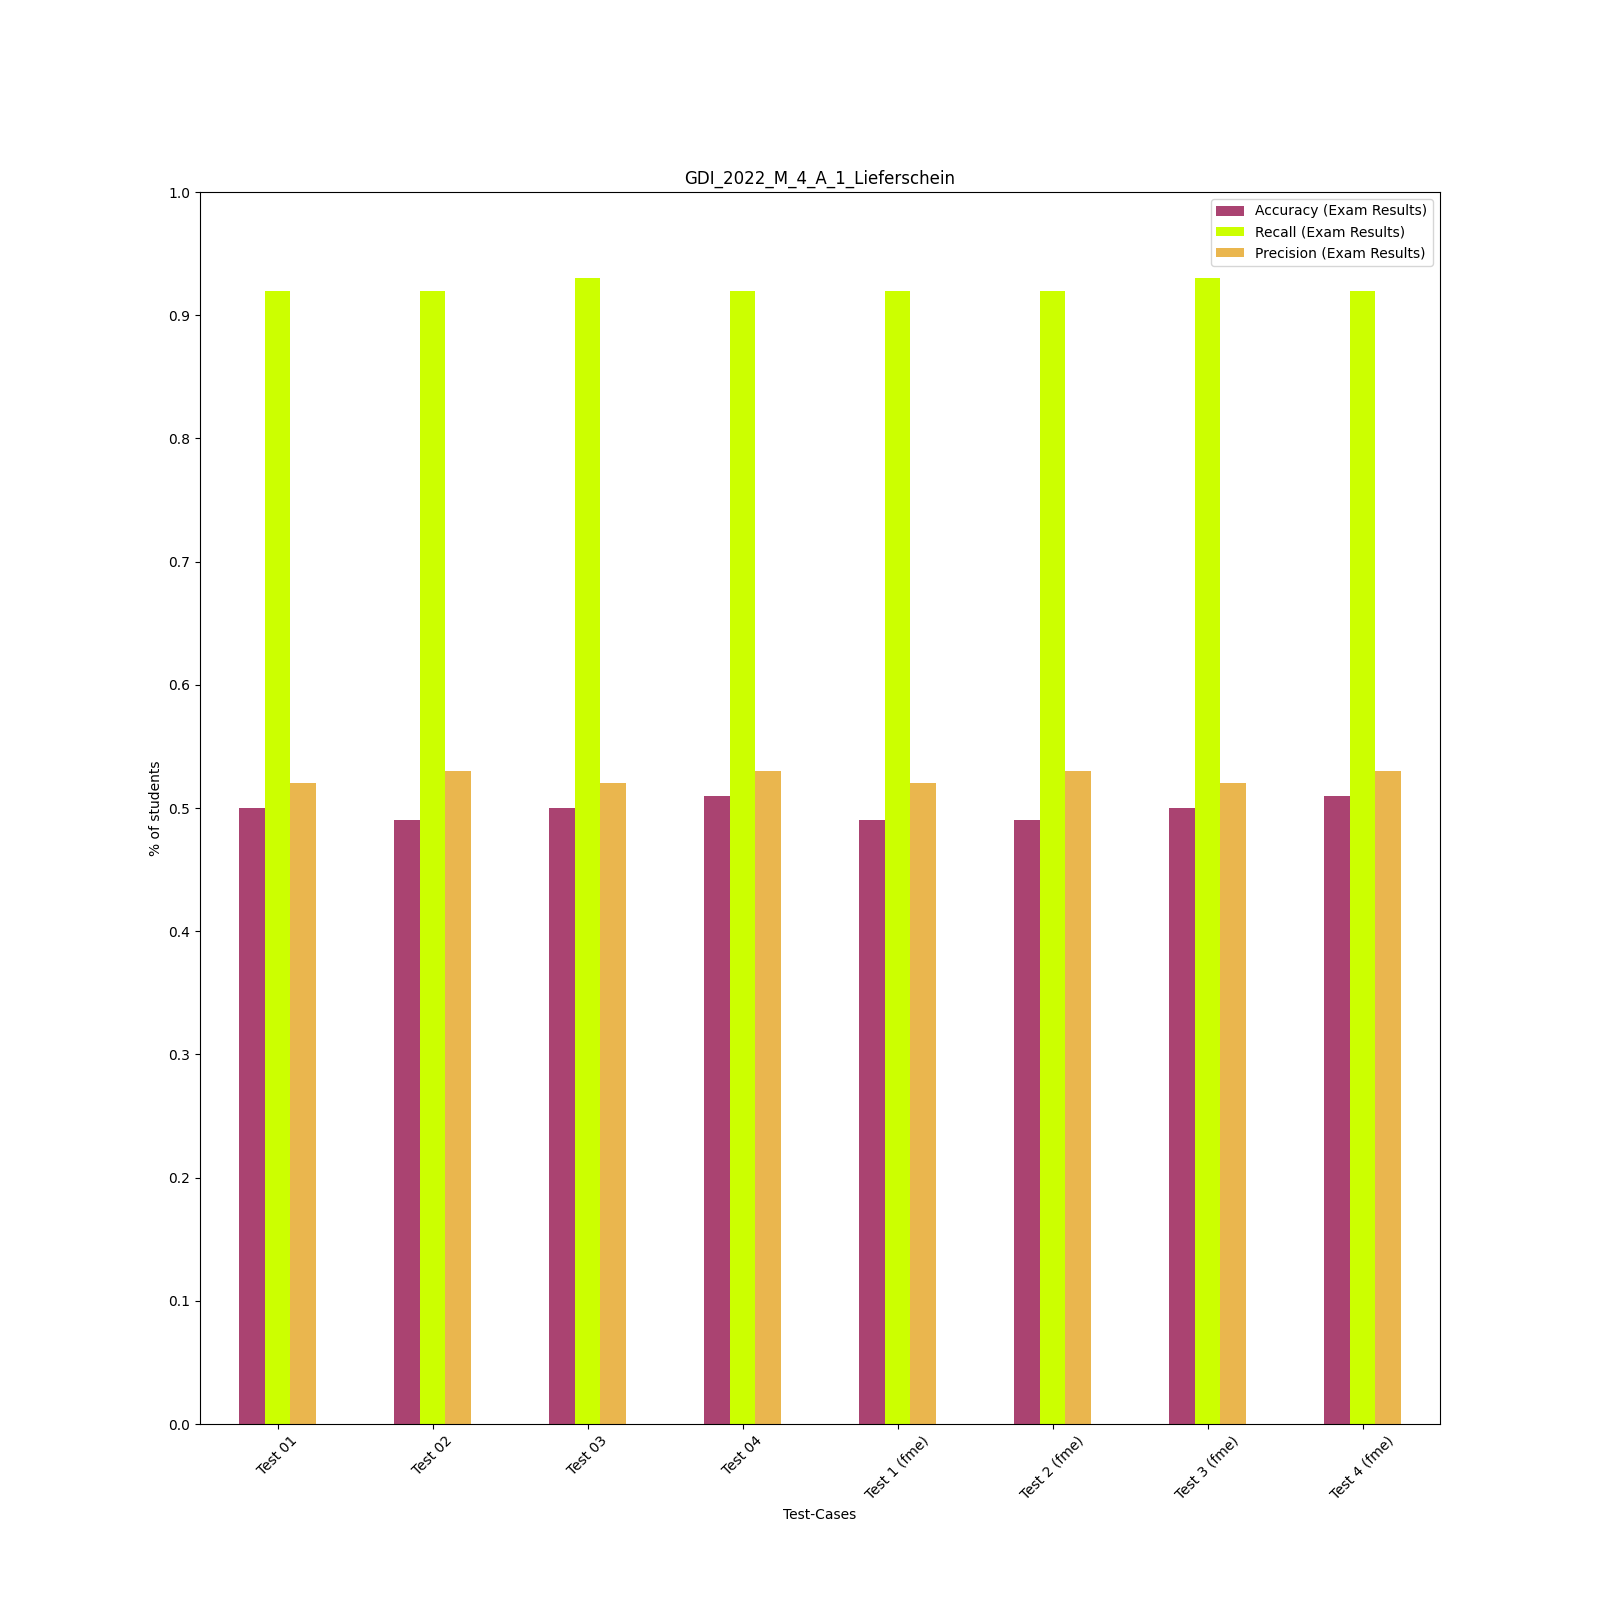 GDI_2022_M_4_A_1_Lieferschein
Accuracy (Exam Results)
Recall (Exam Results)
Precision (Exam Results)
1.0
0.9
0.8
0.7
0.6
0.5
0.4
0.3
0.2
0.1
0.0
% of students
Test 01
Test 02
Test 03
Test 04
Test 1 (fme)
Test 2 (fme)
Test 3 (fme)
Test 4 (fme)
Test-Cases